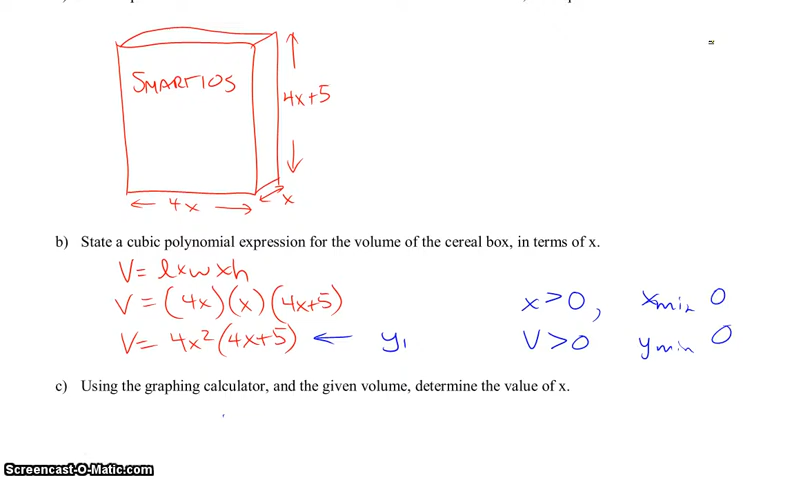 SMARTIOS
4x+5
← 4x →
x
b) State a cubic polynomial expression for the volume of the cereal box, in terms of x.
V= l x w x h
V= (4x)(x)(4x+5)
x>0, xmin 0
V= 4x²(4x+5) ← y₁
V>0 ymin 0
c) Using the graphing calculator, and the given volume, determine the value of x.
Screencast-O-Matic.com